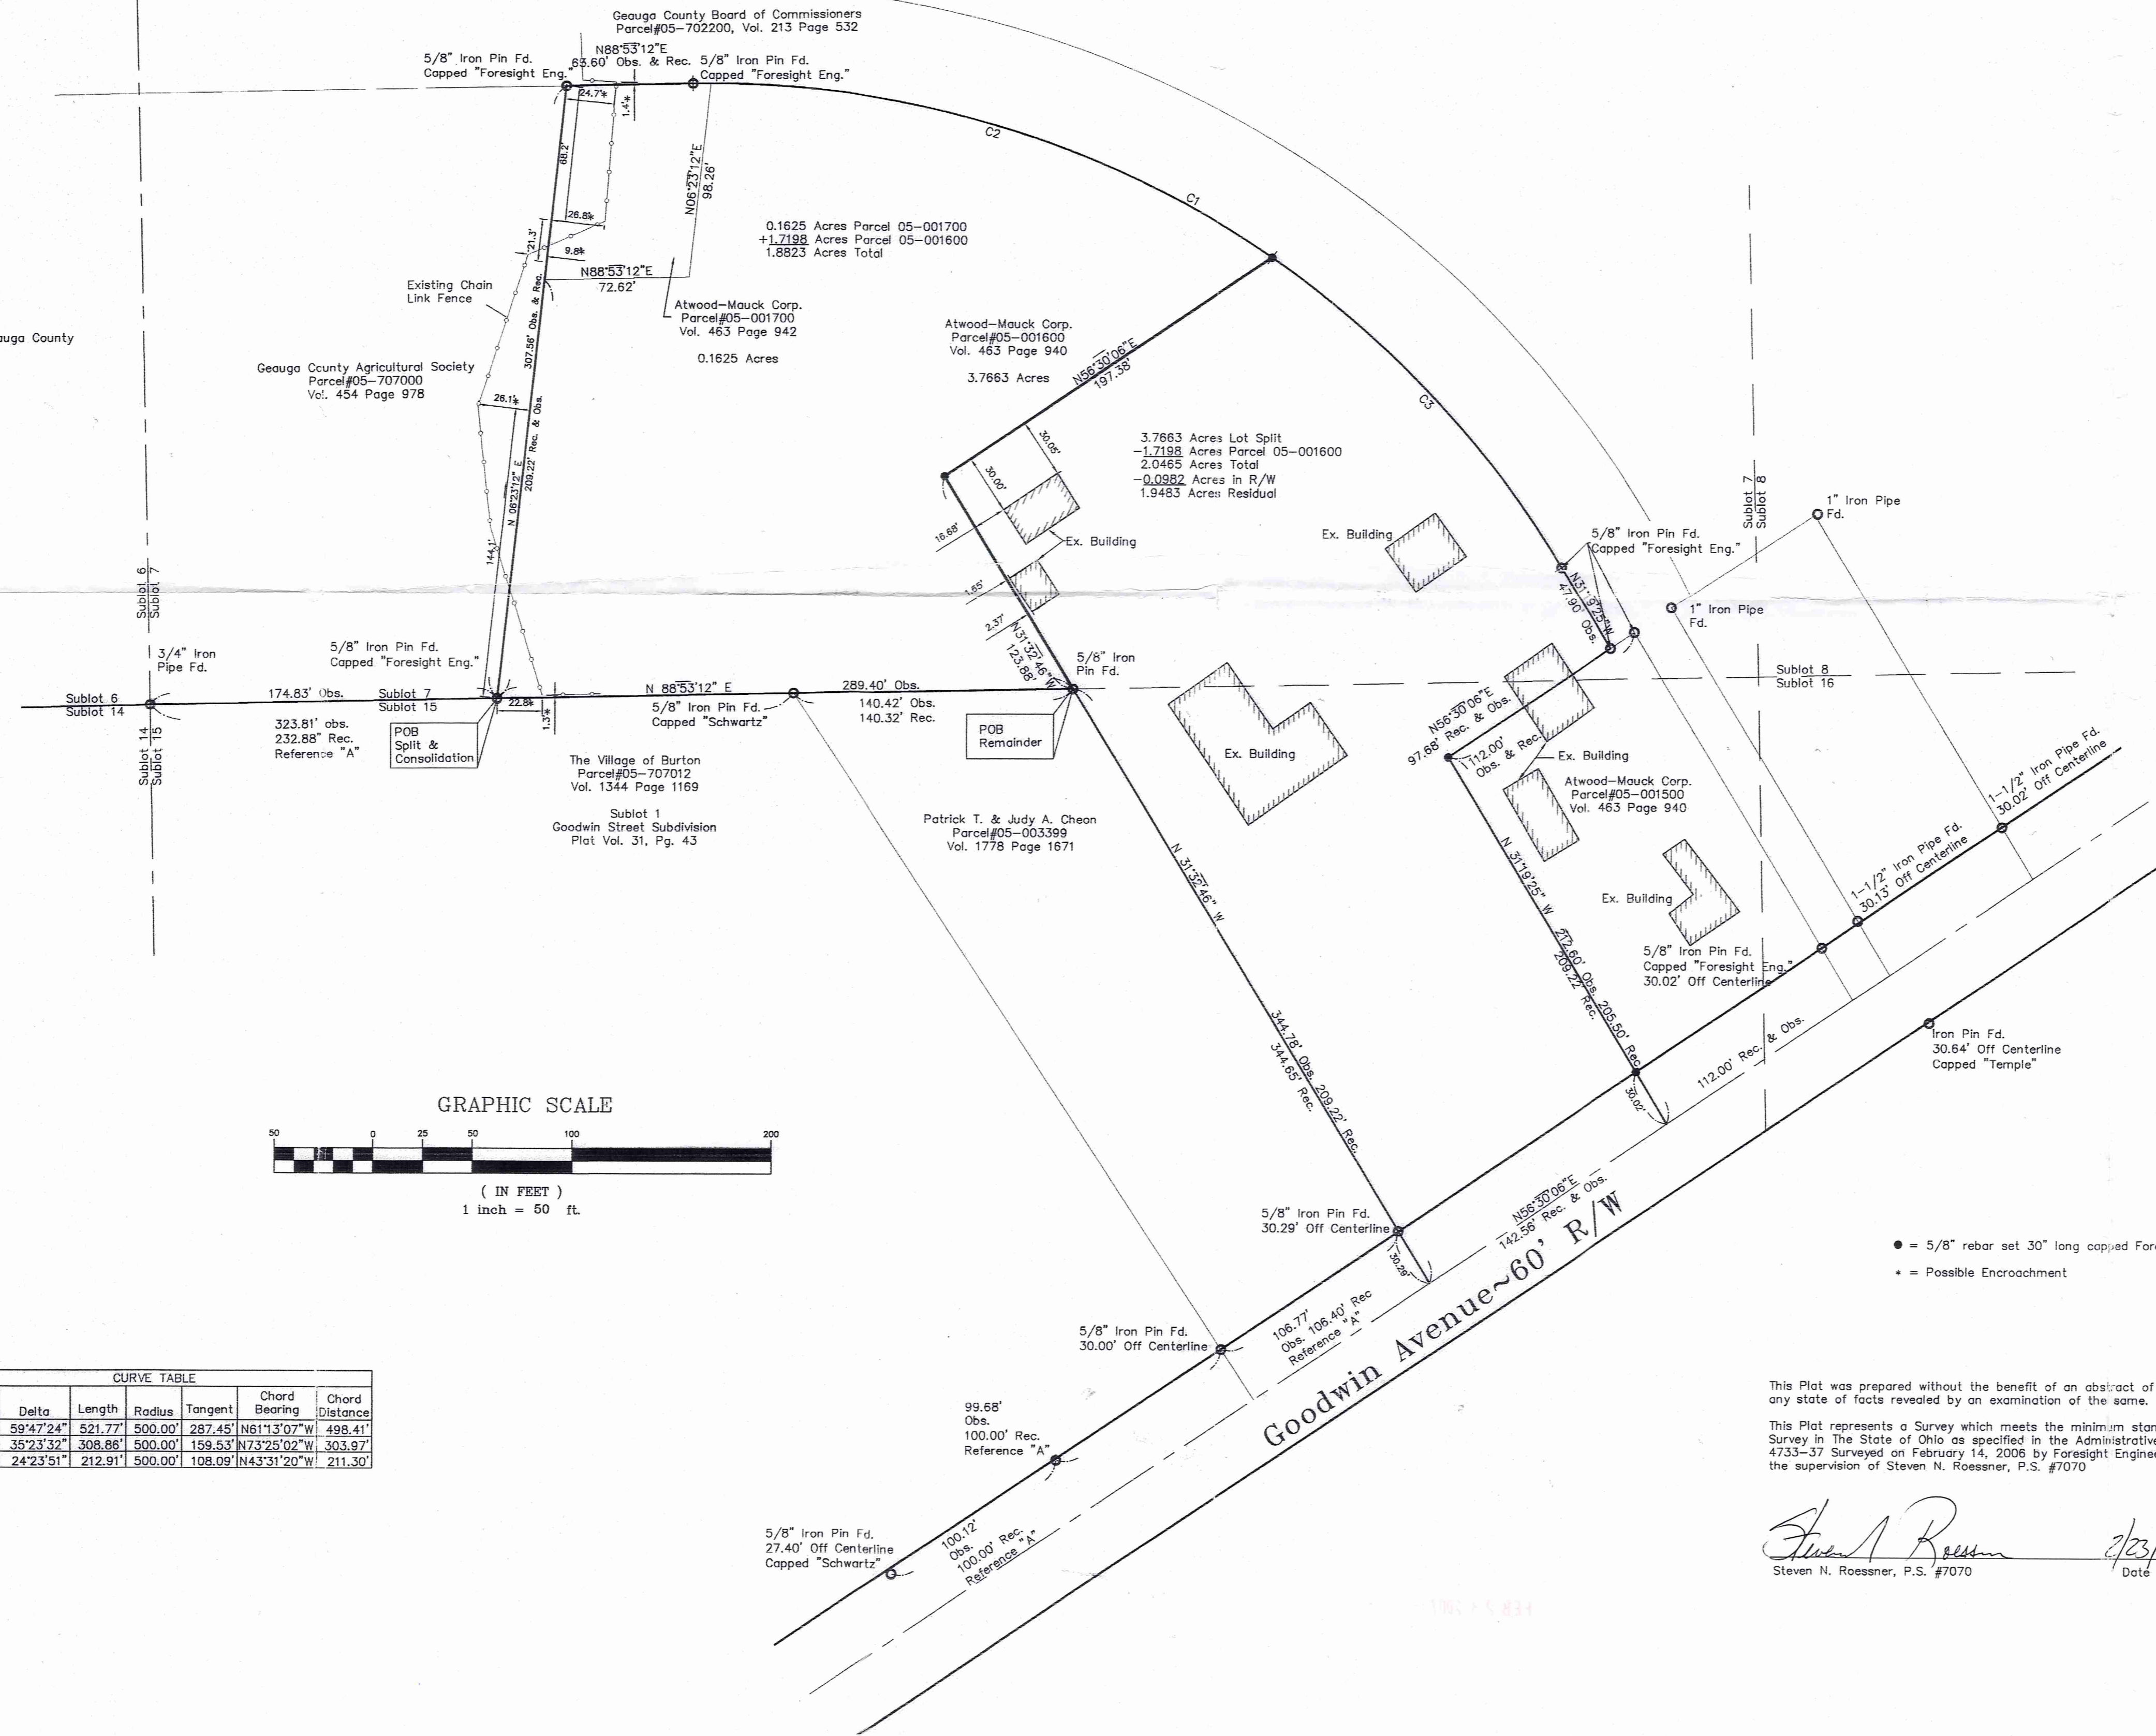 Geauga County Board of Commissioners
Parcel#05-702200, Vol. 213 Page 532
N88°53'12"E
63.60' Obs. & Rec.
5/8" Iron Pin Fd.
Capped "Foresight Eng."
5/8" Iron Pin Fd.
Capped "Foresight Eng."
24.7'*
1.4'*
68.2'
N06°23'12"E
98.26'
C2
C1
26.8'*
21.3'
9.8'*
N88°53'12"E
72.62'
0.1625 Acres Parcel 05-001700
+1.7198 Acres Parcel 05-001600
1.8823 Acres Total
Existing Chain
Link Fence
307.56' Obs. & Rec.
Atwood-Mauck Corp.
Parcel#05-001700
Vol. 463 Page 942
0.1625 Acres
Atwood-Mauck Corp.
Parcel#05-001600
Vol. 463 Page 940
3.7663 Acres
N56°30'06"E
197.38'
C3
auga County
Geauga County Agricultural Society
Parcel#05-707000
Vol. 454 Page 978
26.1'*
N 06°23'12" E
209.22' Rec. & Obs.
144.1'
30.05'
30.00'
16.68'
1.65'
2.37'
3.7663 Acres Lot Split
-1.7198 Acres Parcel 05-001600
2.0465 Acres Total
-0.0982 Acres in R/W
1.9483 Acres Residual
Ex. Building
Ex. Building
Sublot 7
Sublot 8
1" Iron Pipe
Fd.
5/8" Iron Pin Fd.
Capped "Foresight Eng."
1" Iron Pipe
Fd.
N31°19'25"W
47.90' Obs.
Sublot 6
Sublot 7
3/4" Iron
Pipe Fd.
5/8" Iron Pin Fd.
Capped "Foresight Eng."
N31°32'46"W
123.88'
5/8" Iron
Pin Fd.
Sublot 8
Sublot 16
Sublot 6
Sublot 14
174.83' Obs.
Sublot 7
Sublot 15
323.81' obs.
232.88" Rec.
Reference "A"
Sublot 14
Sublot 15
POB
Split &
Consolidation
22.8'*
1.3'*
N 88°53'12" E
289.40' Obs.
5/8" Iron Pin Fd.
Capped "Schwartz"
140.42' Obs.
140.32' Rec.
POB
Remainder
The Village of Burton
Parcel#05-707012
Vol. 1344 Page 1169
Sublot 1
Goodwin Street Subdivision
Plat Vol. 31, Pg. 43
Patrick T. & Judy A. Cheon
Parcel#05-003399
Vol. 1778 Page 1671
Ex. Building
N56°30'06"E
97.68' Rec. & Obs.
112.00'
Obs. & Rec.
Ex. Building
Atwood-Mauck Corp.
Parcel#05-001500
Vol. 463 Page 940
Ex. Building
N 31°32'46" W
344.78' Obs. 209.22' Rec.
344.65' Rec.
N 31°19'25" W
212.60' Obs. 205.50' Rec.
209.22' Rec.
5/8" Iron Pin Fd.
Capped "Foresight Eng."
30.02' Off Centerline
1-1/2" Iron Pipe Fd.
30.13' Off Centerline
1-1/2" Iron Pipe Fd.
30.02' Off Centerline
112.00' Rec. & Obs.
Iron Pin Fd.
30.64' Off Centerline
Capped "Temple"
30.02'
GRAPHIC SCALE
50 0 25 50 100 200
( IN FEET )
1 inch = 50 ft.
5/8" Iron Pin Fd.
30.29' Off Centerline
30.29'
N56°30'06"E
142.56' Rec. & Obs.
Goodwin Avenue~60' R/W
● = 5/8" rebar set 30" long capped For
* = Possible Encroachment
5/8" Iron Pin Fd.
30.00' Off Centerline
106.77'
Obs. 106.40' Rec
Reference "A"
99.68'
Obs.
100.00' Rec.
Reference "A"
5/8" Iron Pin Fd.
27.40' Off Centerline
Capped "Schwartz"
100.12'
Obs.
100.00' Rec.
Reference "A"
CURVE TABLE
Delta Length Radius Tangent Chord Bearing Chord Distance
59°47'24" 521.77' 500.00' 287.45' N61°13'07"W 498.41'
35°23'32" 308.86' 500.00' 159.53' N73°25'02"W 303.97'
24°23'51" 212.91' 500.00' 108.09' N43°31'20"W 211.30'
This Plat was prepared without the benefit of an abstract of
any state of facts revealed by an examination of the same.
This Plat represents a Survey which meets the minimum stan
Survey in The State of Ohio as specified in the Administrative
4733-37 Surveyed on February 14, 2006 by Foresight Enginee
the supervision of Steven N. Roessner, P.S. #7070
2/23/
Steven N. Roessner, P.S. #7070
Date